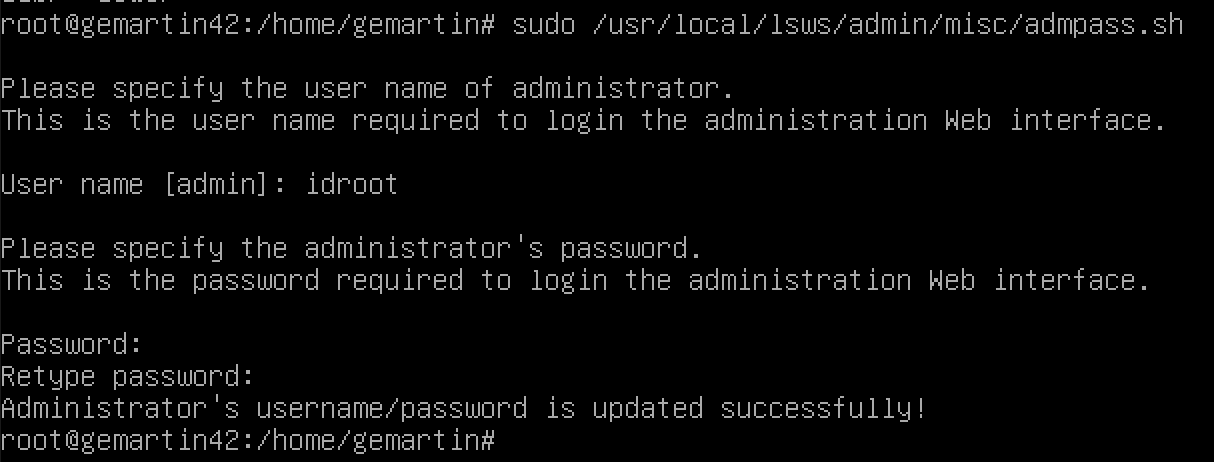 root@gemartin42:/home/gemartin# sudo /usr/local/lsws/admin/misc/admpass.sh
Please specify the user name of administrator.
This is the user name required to login the administration Web interface.
User name [admin]: idroot
Please specify the administrator's password.
This is the password required to login the administration Web interface.
Password:
Retype password:
Administrator's username/password is updated successfully!
root@gemartin42:/home/gemartin#